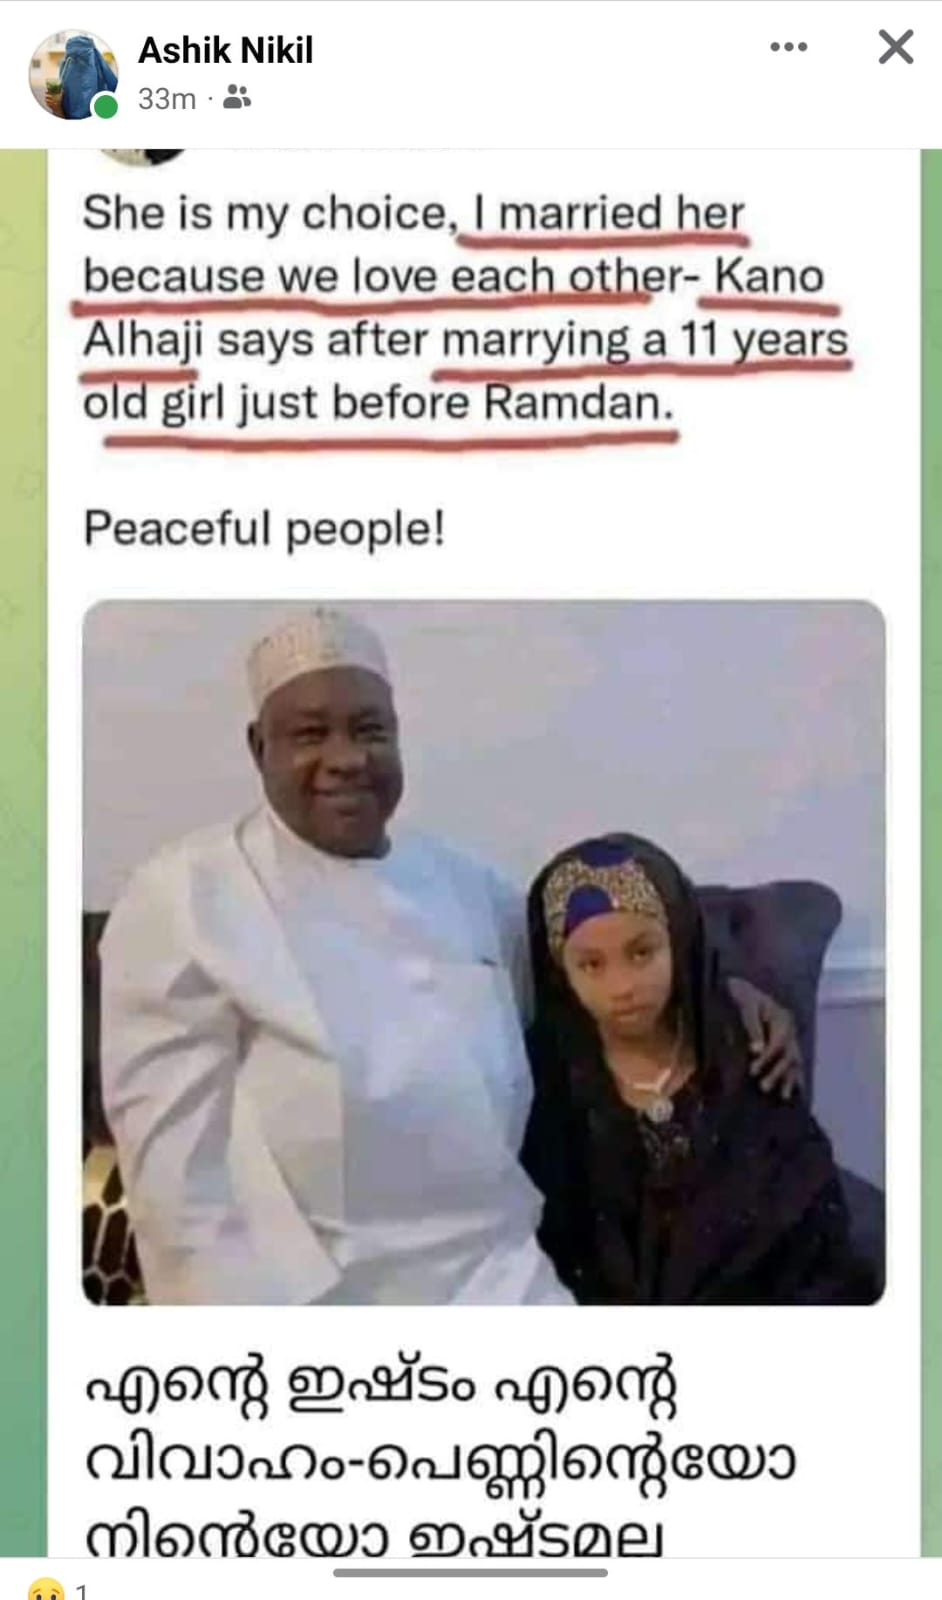 Ashik Nikil
33m ·
She is my choice, I married her
because we love each other- Kano
Alhaji says after marrying a 11 years
old girl just before Ramdan.
Peaceful people!
എന്റെ ഇഷ്ടം എന്റെ
വിവാഹം-പെണ്ണിന്റെയോ
നിന്റെയോ ഇഷ്ടമല്ല
1